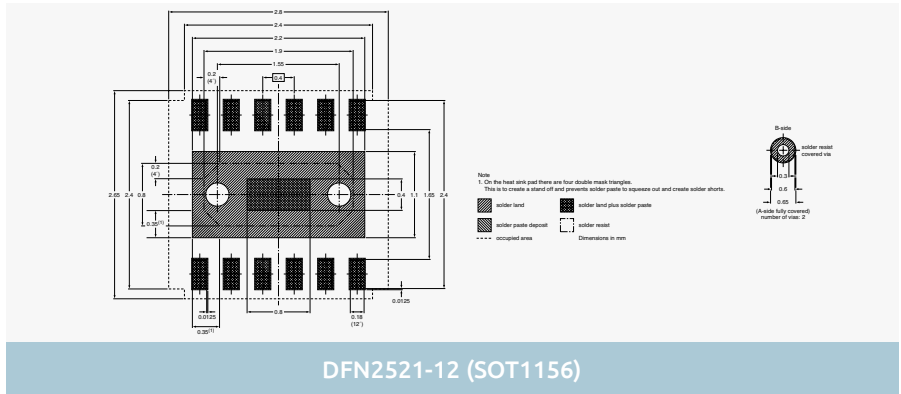 2.8
2.4
2.2
1.9
1.55
0.2
(4°)
0.4
0.2
(4°)
2.65
2.4
0.8
0.4
1.1
1.65
2.4
0.35(1)
0.0125
0.0125
0.8
0.18
(12°)
0.35(1)
Note
1. On the heat sink pad there are four double mask triangles.
This is to create a stand off and prevents solder paste to squeeze out and create solder shorts.
solder land
solder land plus solder paste
solder paste deposit
solder resist
occupied area
Dimensions in mm
B-side
solder resist
covered via
0.3
0.6
0.65
(A-side fully covered)
number of vias: 2
DFN2521-12 (SOT1156)